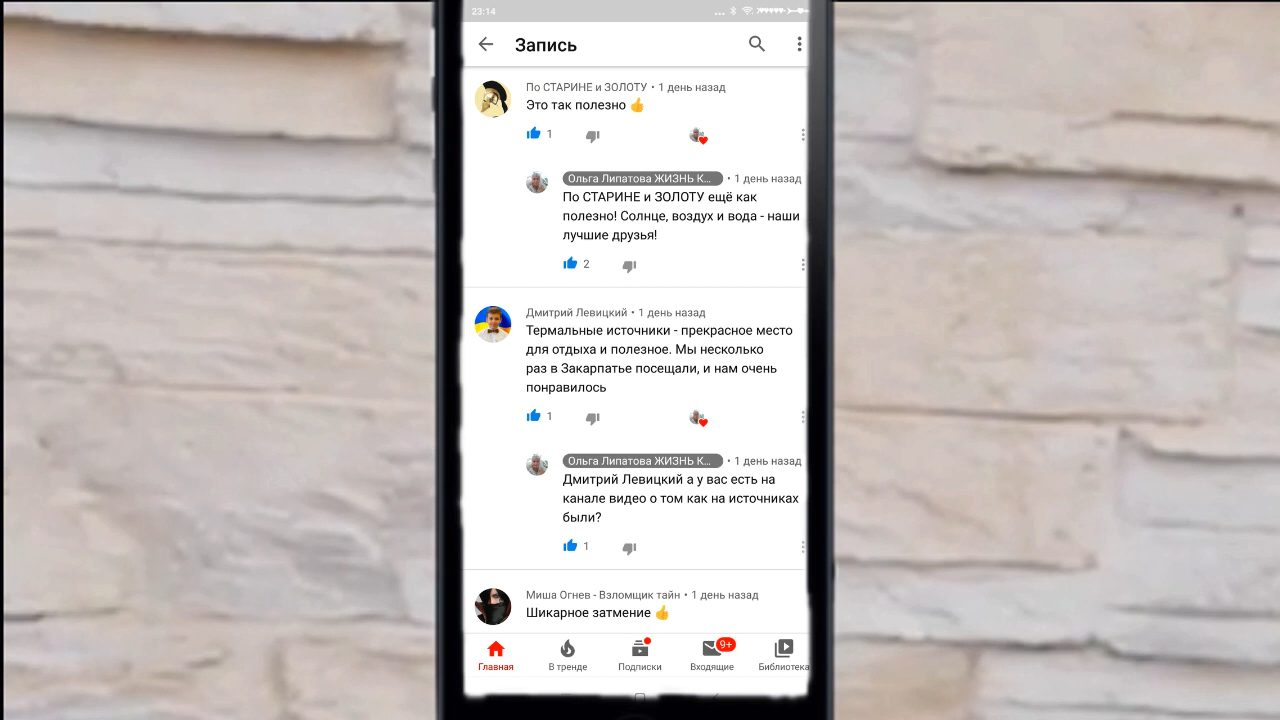 23:14
Запись
По СТАРИНЕ и ЗОЛОТУ • 1 день назад
Это так полезно 👍
1
Ольга Липатова ЖИЗНЬ К... • 1 день назад
По СТАРИНЕ и ЗОЛОТУ ещё как
полезно! Солнце, воздух и вода - наши
лучшие друзья!
2
Дмитрий Левицкий • 1 день назад
Термальные источники - прекрасное место
для отдыха и полезное. Мы несколько
раз в Закарпатье посещали, и нам очень
понравилось
1
Ольга Липатова ЖИЗНЬ К... • 1 день назад
Дмитрий Левицкий а у вас есть на
канале видео о том как на источниках
были?
1
Миша Огнев - Взломщик тайн • 1 день назад
Шикарное затмение 👍
9+
Главная В тренде Подписки Входящие Библиотека